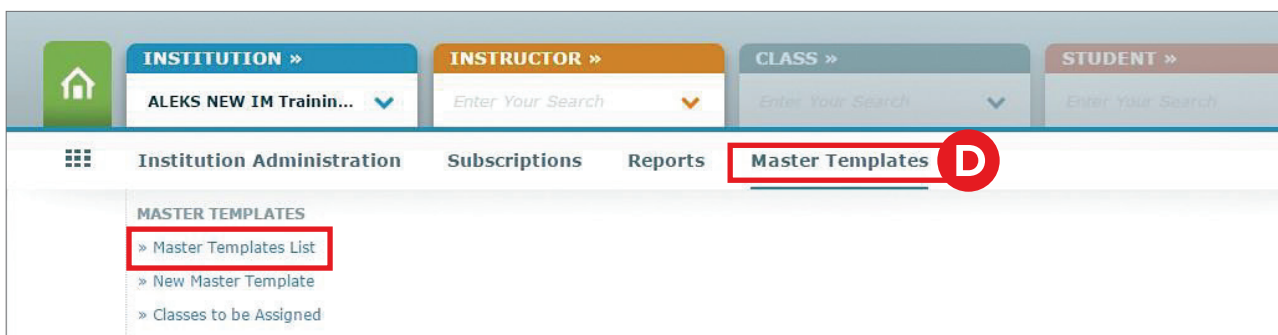 INSTITUTION » INSTRUCTOR » CLASS » STUDENT »
ALEKS NEW IM Trainin... Enter Your Search Enter Your Search Enter Your Search
Institution Administration Subscriptions Reports Master Templates D
MASTER TEMPLATES
» Master Templates List
» New Master Template
» Classes to be Assigned